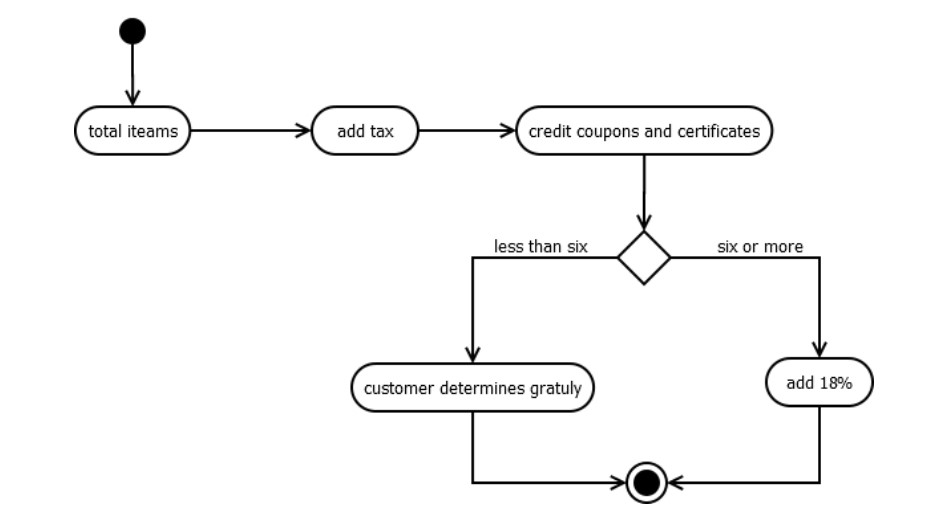 total iteams
add tax
credit coupons and certificates
less than six
six or more
customer determines gratuly
add 18%